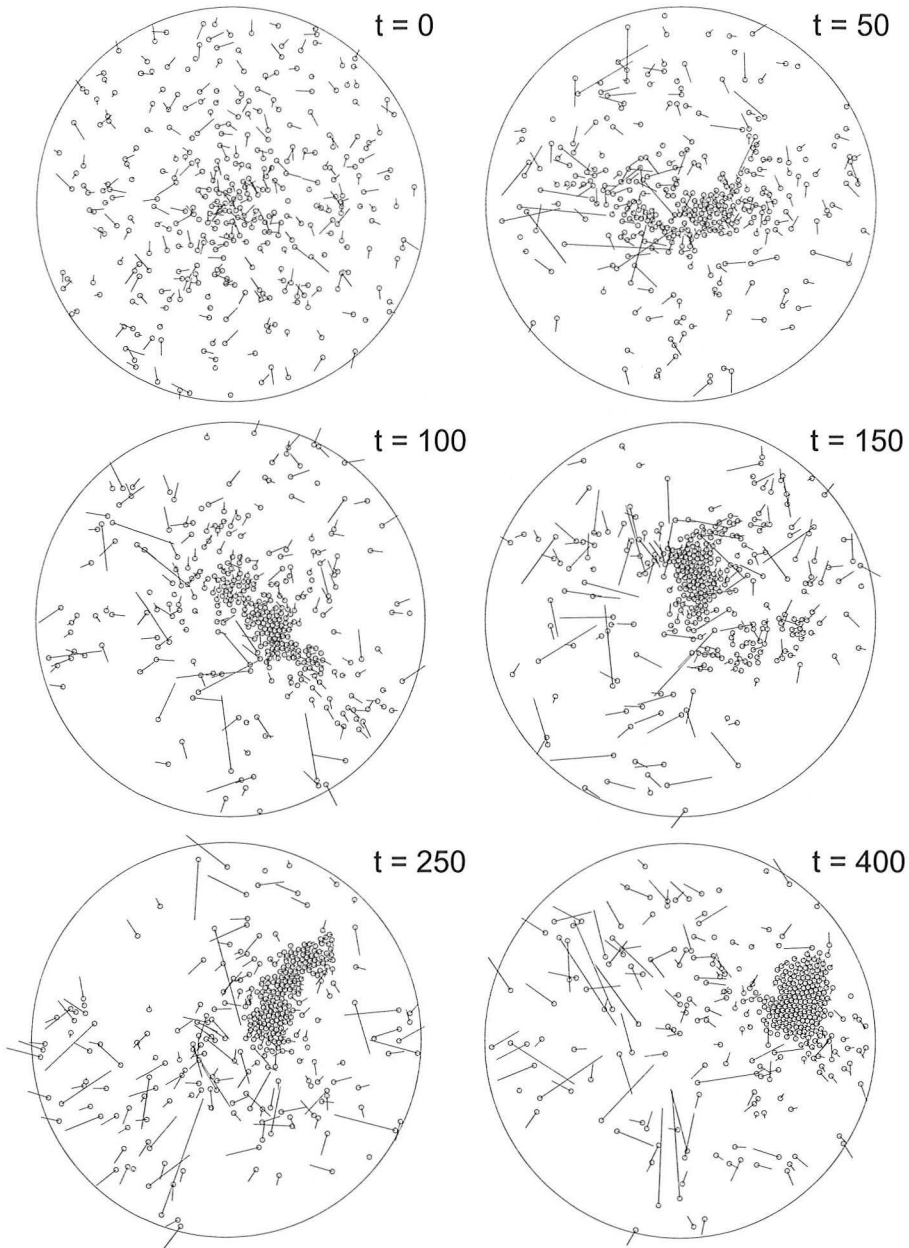 t = 0
t = 50
t = 100
t = 150
t = 250
t = 400